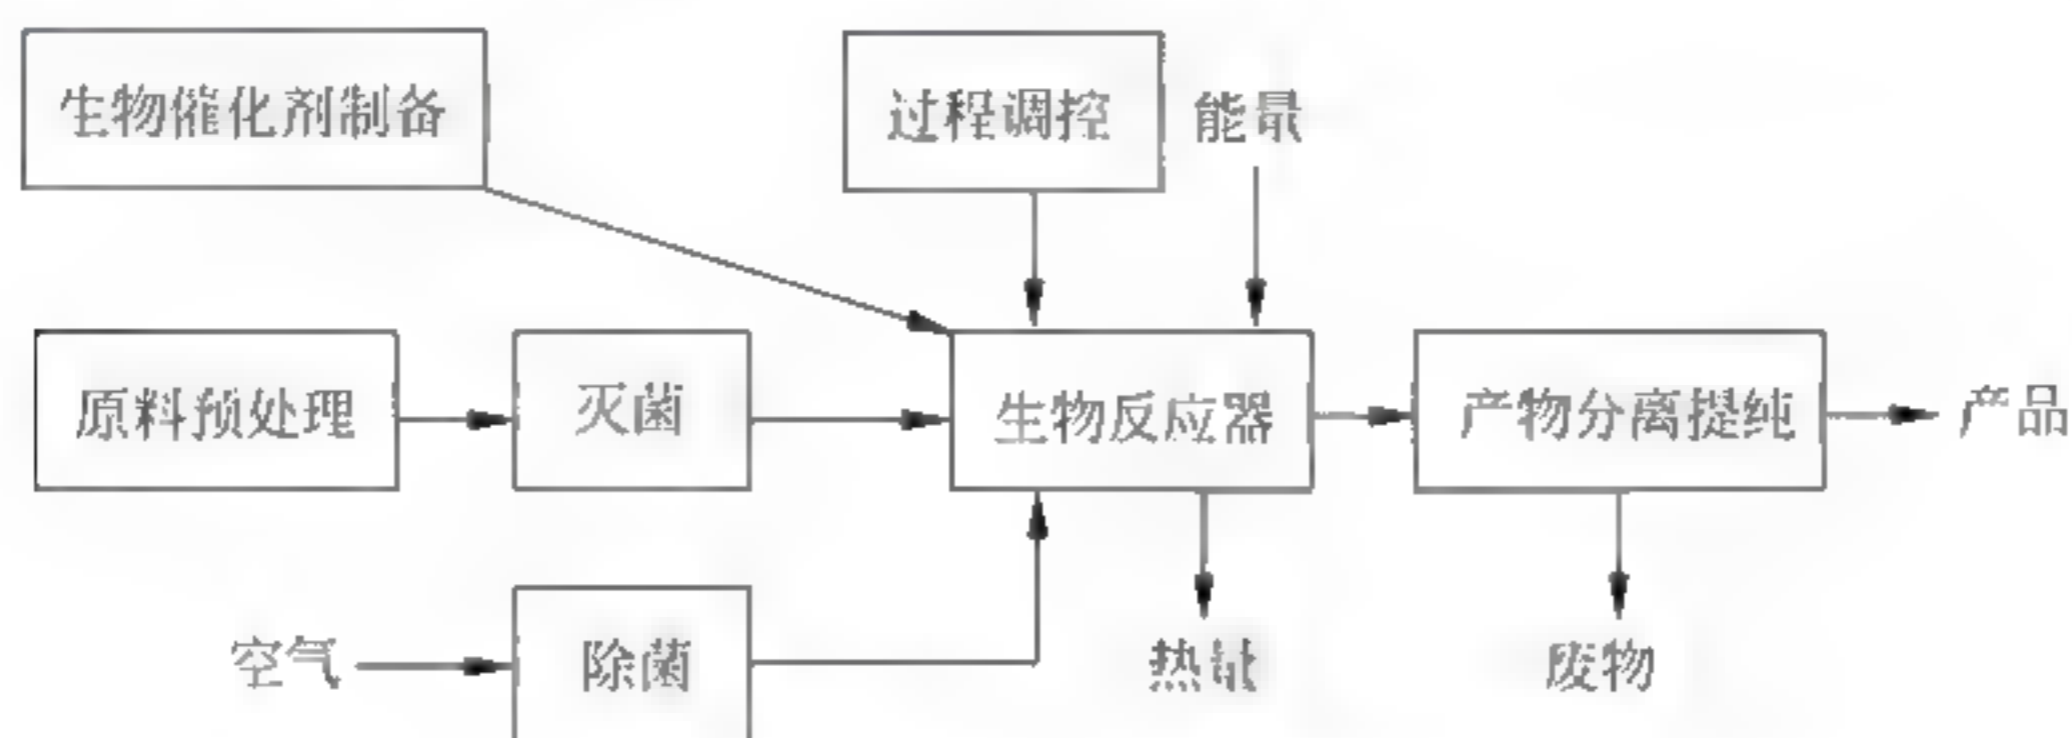 生物催化剂制备
过程调控
能量
原料预处理
灭菌
生物反应器
产物分离提纯
产品
空气
除菌
热量
废物